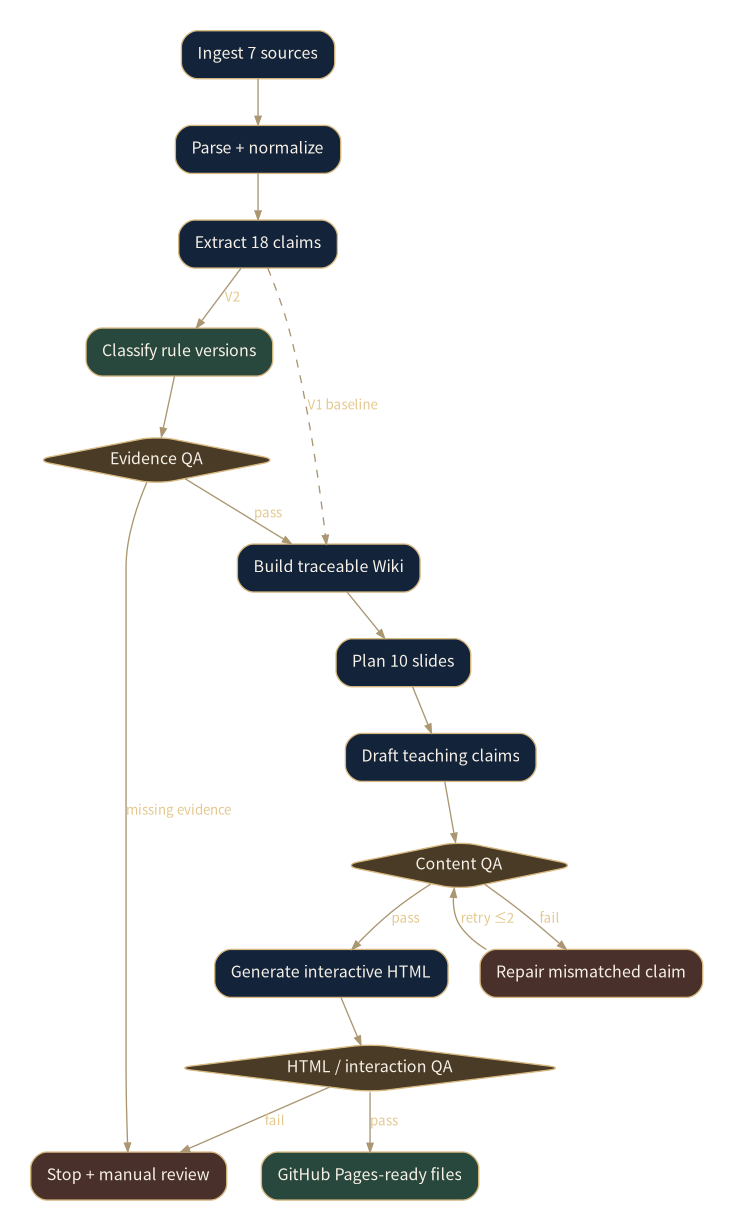 Ingest 7 sources
Parse + normalize
Extract 18 claims
V2
Classify rule versions
V1 baseline
Evidence QA
pass
Build traceable Wiki
Plan 10 slides
Draft teaching claims
missing evidence
Content QA
pass
retry ≤2
fail
Generate interactive HTML
Repair mismatched claim
HTML / interaction QA
fail
pass
Stop + manual review
GitHub Pages-ready files